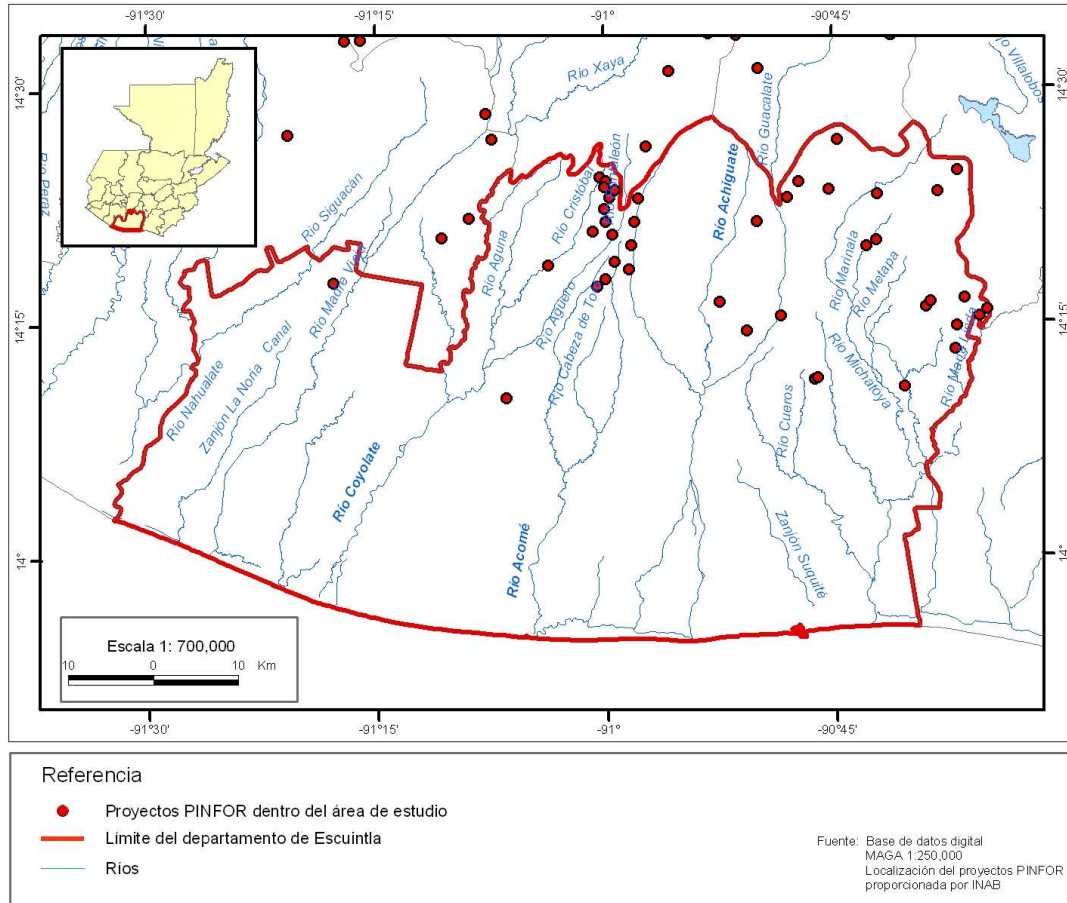 -91°30'
-91°15'
-91°
-90°45'
14°30'
14°30'
Río Xaya
Río Guacalate
Río Villalobos
Río Siguacán
Río Cristóbal
Río Achiguate
Río Aguna
Río Madre Vieja
Río Marinala
Río Metapa
14°15'
14°15'
Río Agüero
Río Cabeza de Toro
Canal
Río Nahualate
Zanjón La Noria
Río Michatoya
Río María Linda
Río Cueros
Río Coyolate
Río Acomé
Zanjón Suquité
14°
14°
Escala 1: 700,000
10 0 10 Km
-91°30'
-91°15'
-91°
-90°45'
Referencia
Proyectos PINFOR dentro del área de estudio
Límite del departamento de Escuintla
Ríos
Fuente: Base de datos digital
MAGA 1:250,000
Localización del proyectos PINFOR
proporcionada por INAB